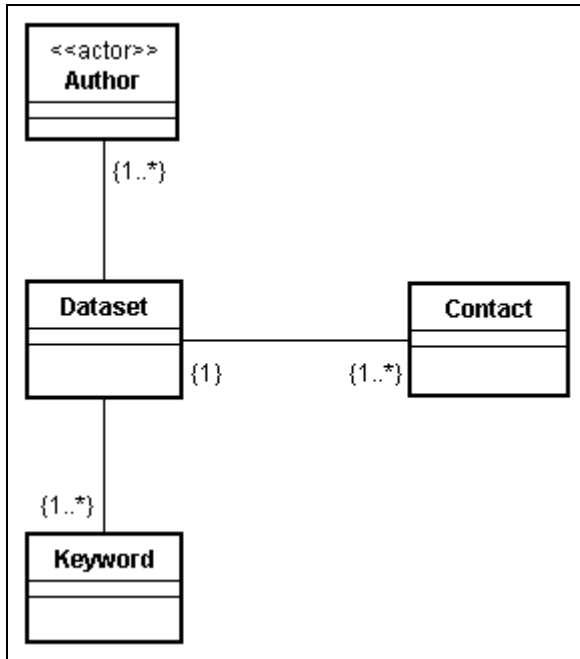 <<actor>>
Author
{1..*}
Dataset
Contact
{1}
{1..*}
{1..*}
Keyword